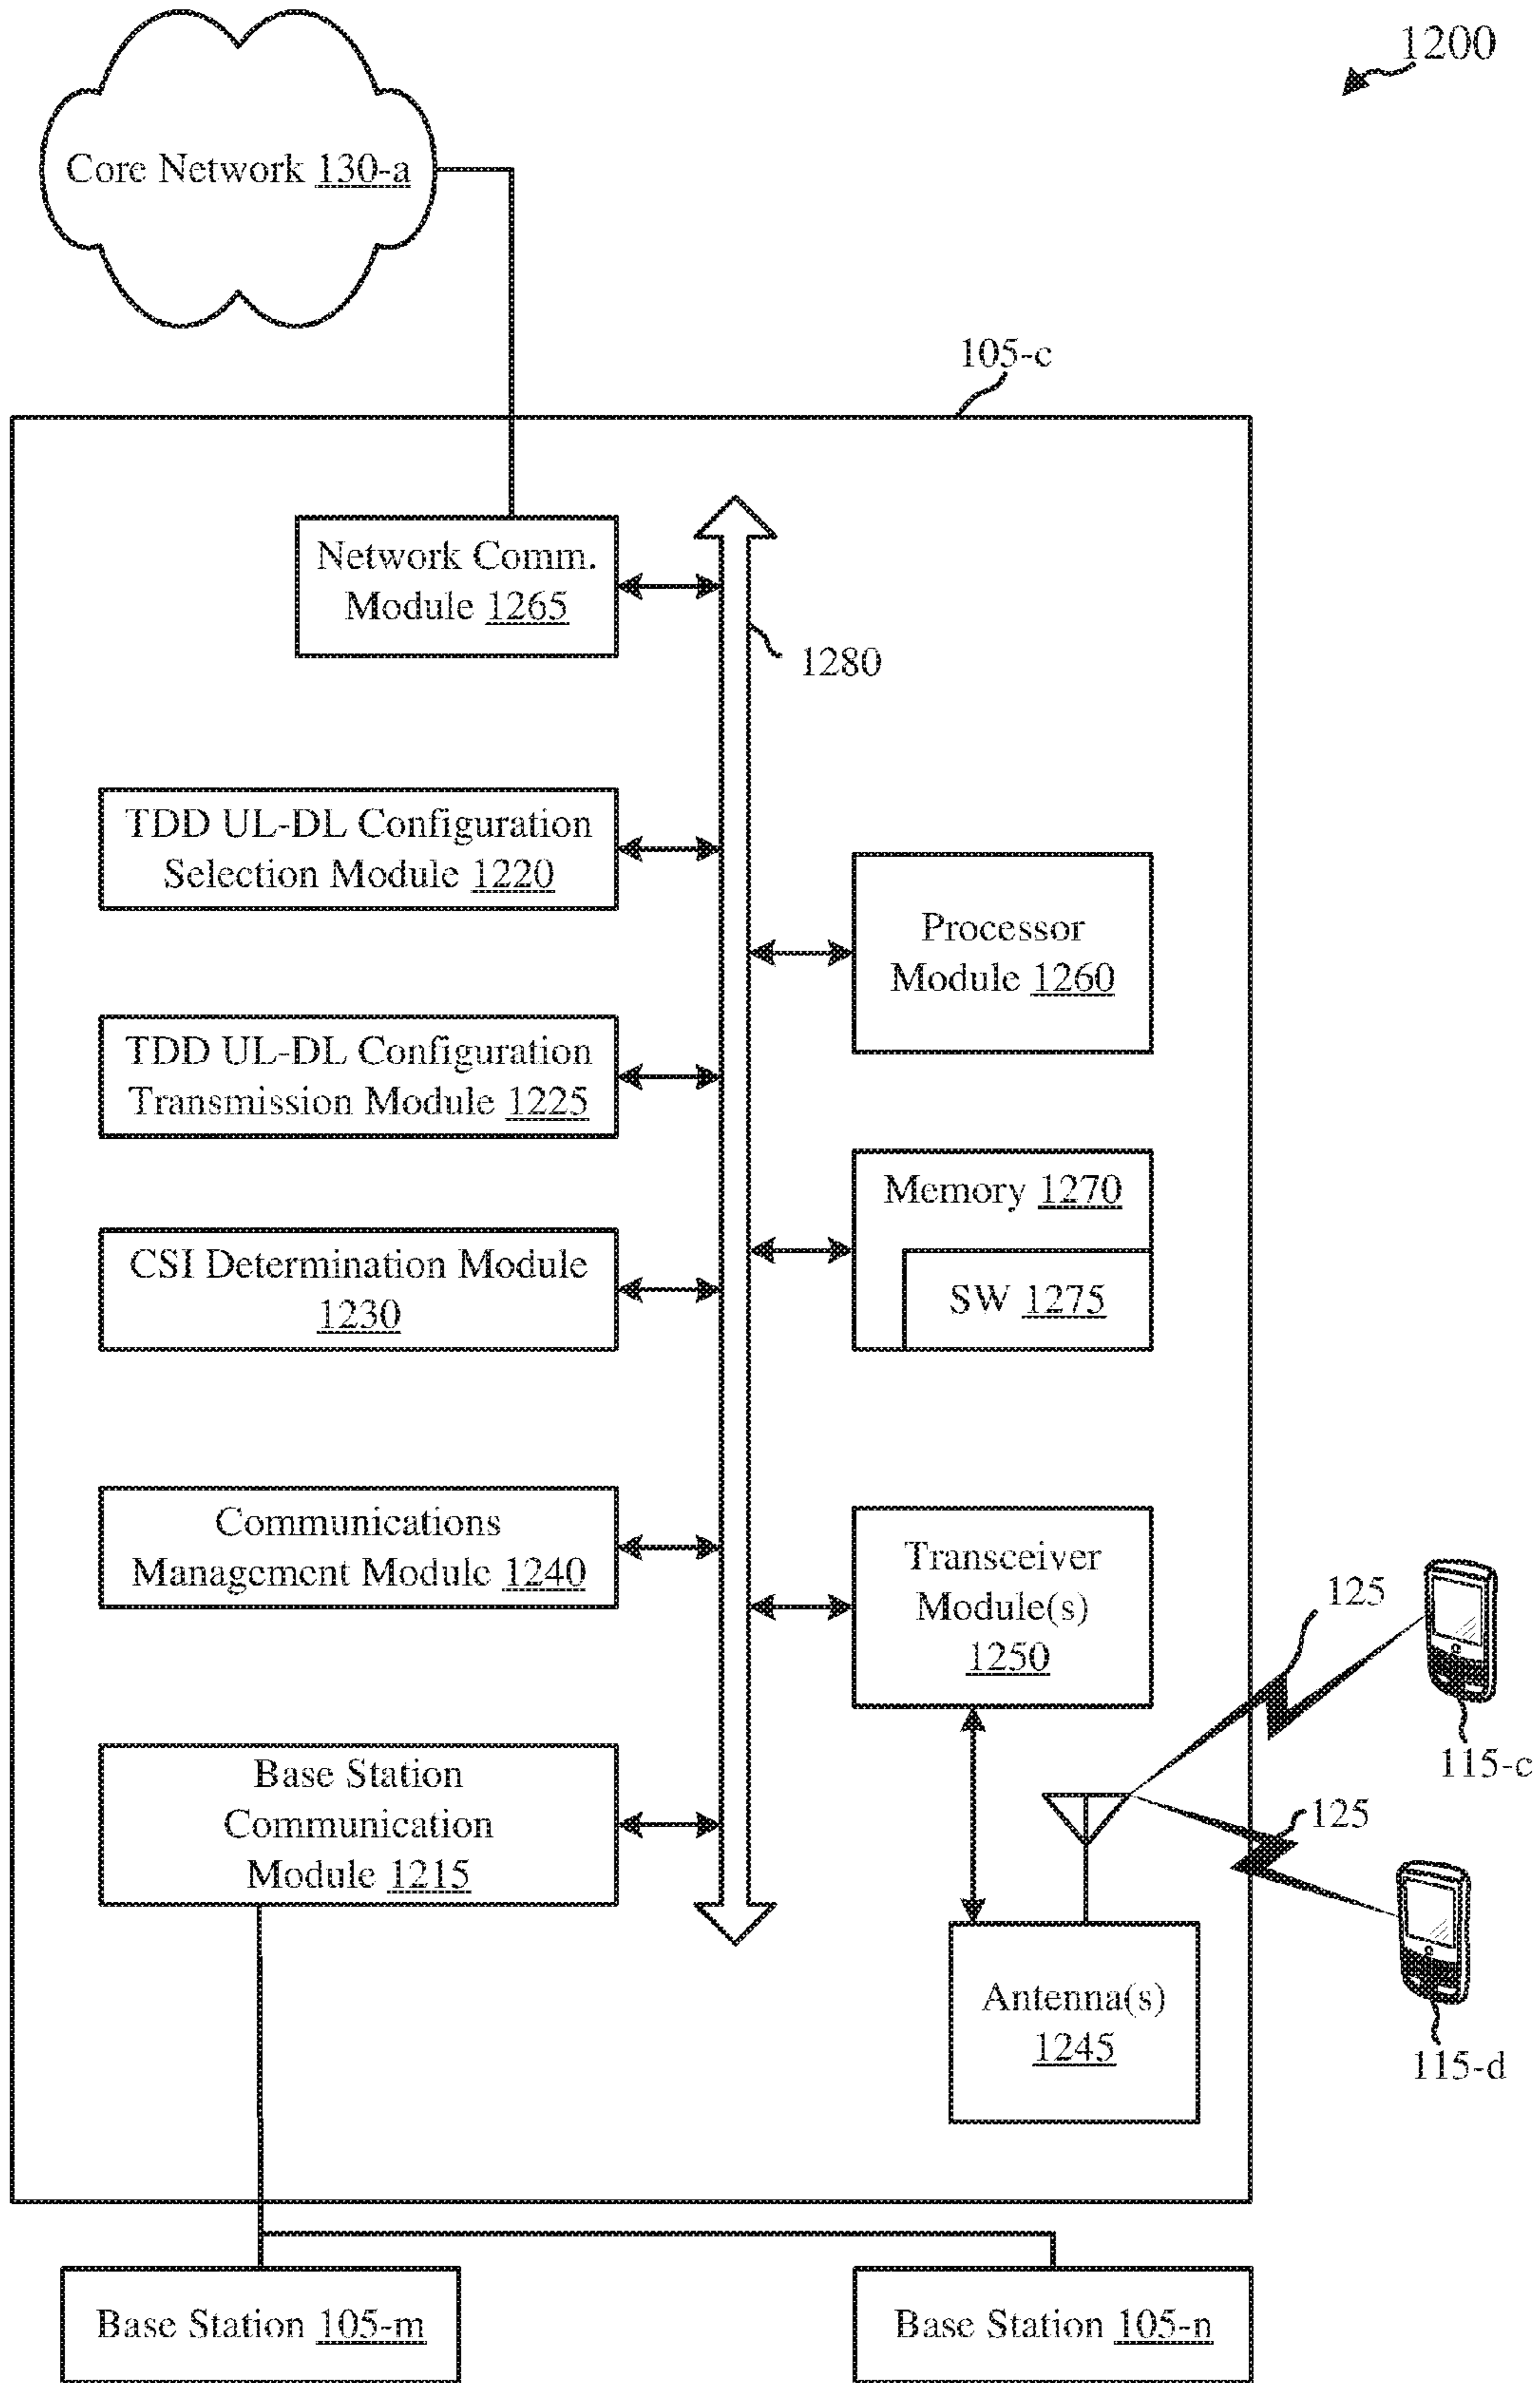 1200
Core Network 130-a
105-c
Network Comm.
Module 1265
1280
TDD UL-DL Configuration
Selection Module 1220
Processor
Module 1260
TDD UL-DL Configuration
Transmission Module 1225
Memory 1270
SW 1275
CSI Determination Module
1230
Communications
Management Module 1240
Transceiver
Module(s)
1250
125
115-c
Base Station
Communication
Module 1215
125
Antenna(s)
1245
115-d
Base Station 105-m
Base Station 105-n